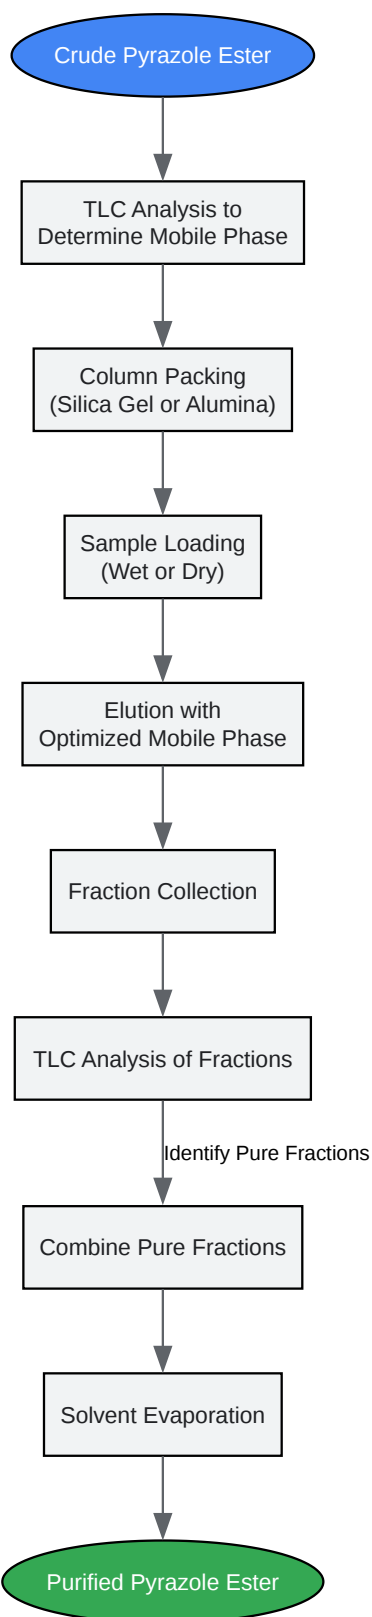 Crude Pyrazole Ester
TLC Analysis to
Determine Mobile Phase
Column Packing
(Silica Gel or Alumina)
Sample Loading
(Wet or Dry)
Elution with
Optimized Mobile Phase
Fraction Collection
TLC Analysis of Fractions
Identify Pure Fractions
Combine Pure Fractions
Solvent Evaporation
Purified Pyrazole Ester